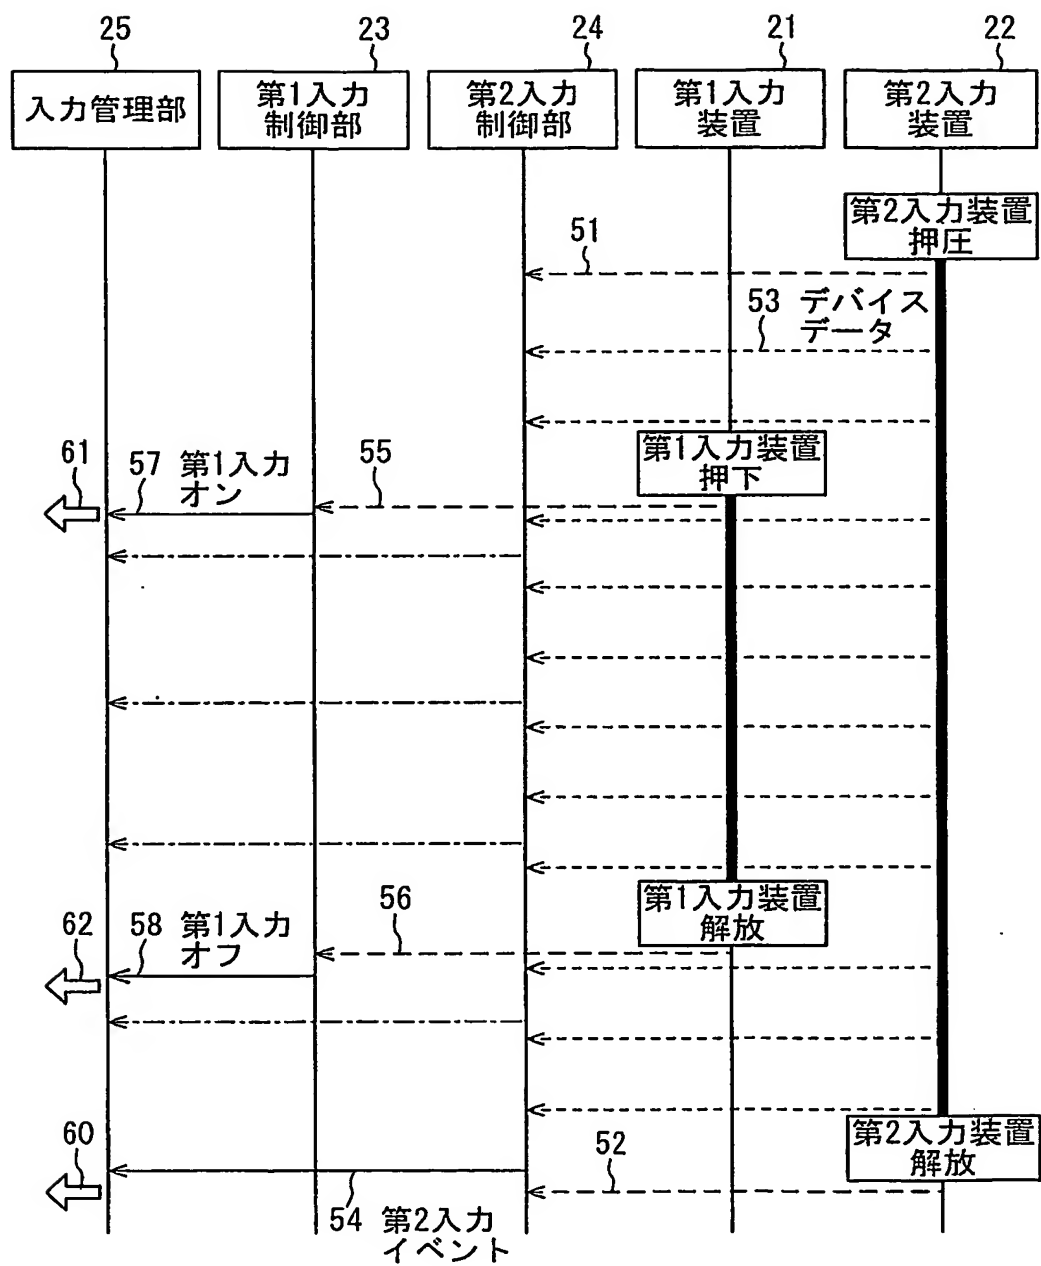 25
23
24
21
22
入力管理部
第1入力
制御部
第2入力
制御部
第1入力
装置
第2入力
装置
第2入力装置
押圧
51
53 デバイス
データ
第1入力装置
押下
61
57 第1入力
オン
55
第1入力装置
解放
62
58 第1入力
オフ
56
第2入力装置
解放
60
52
54 第2入力
イベント